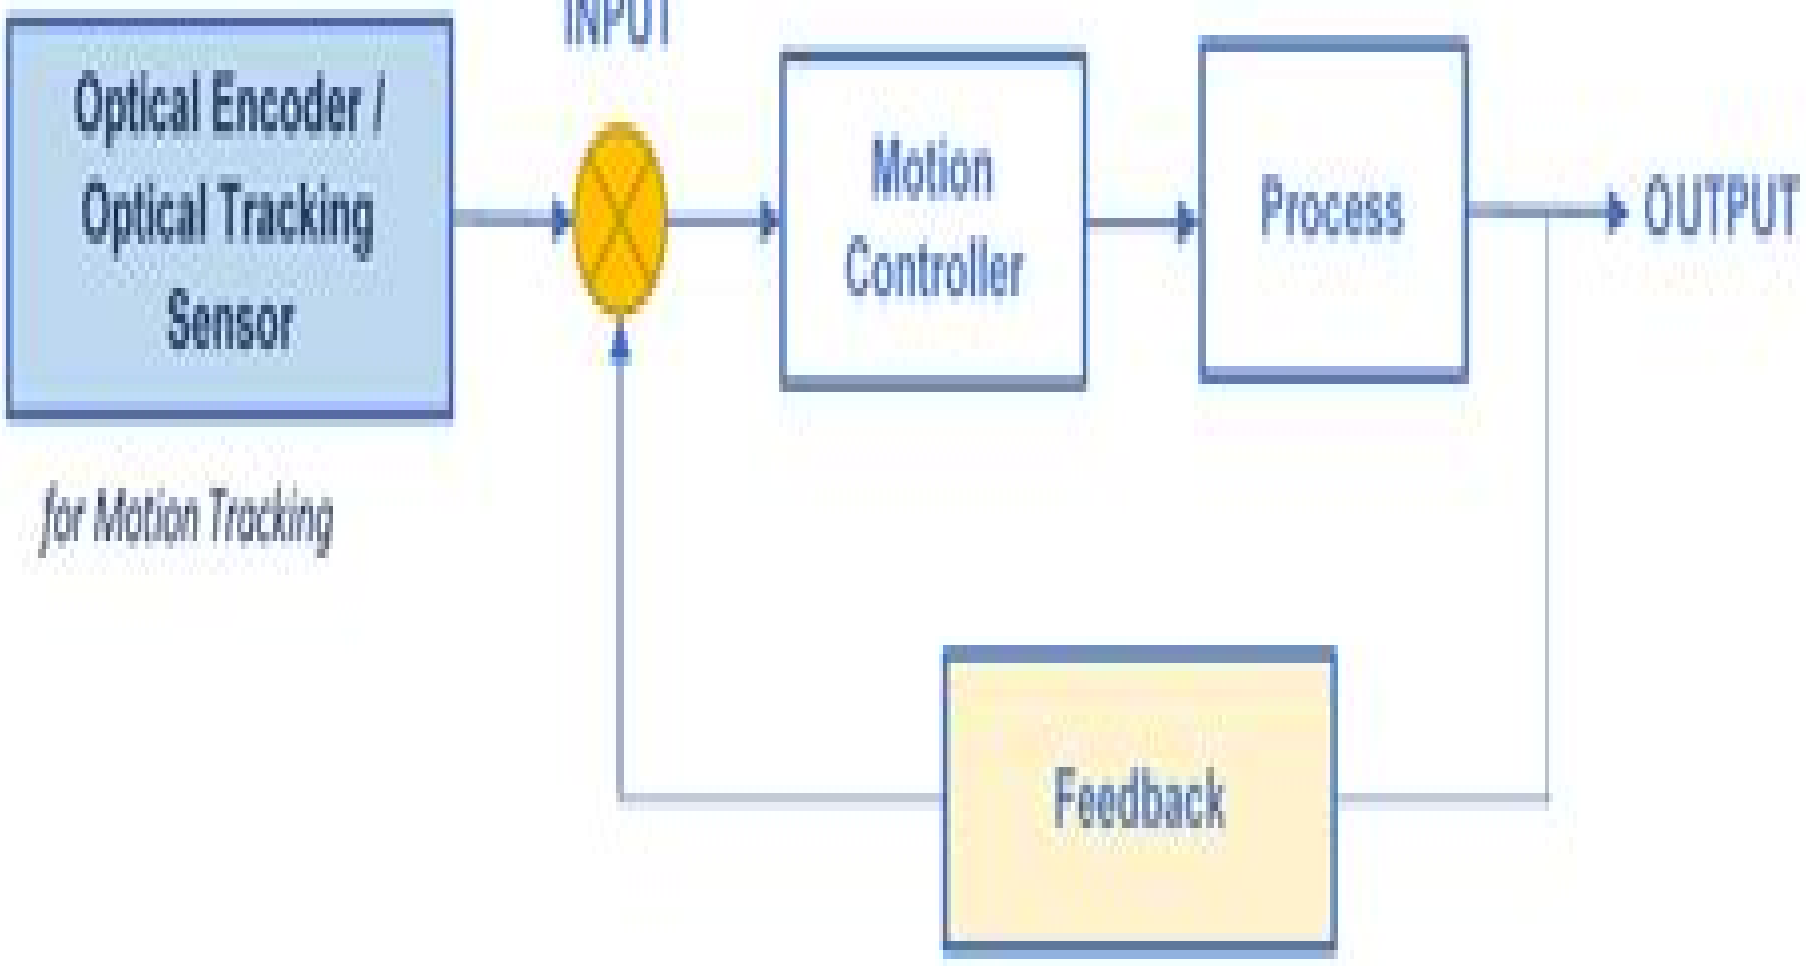 INPUT
Optical Encoder /
Optical Tracking
Sensor
Motion
Controller
Process
OUTPUT
for Motion Tracking
Feedback